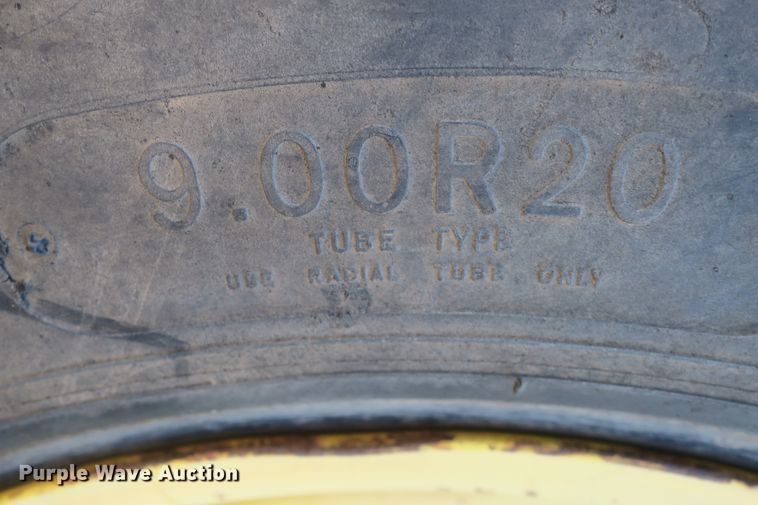 9.00R20
TUBE TYPE
USE RADIAL TUBE ONLY
Purple Wave Auction